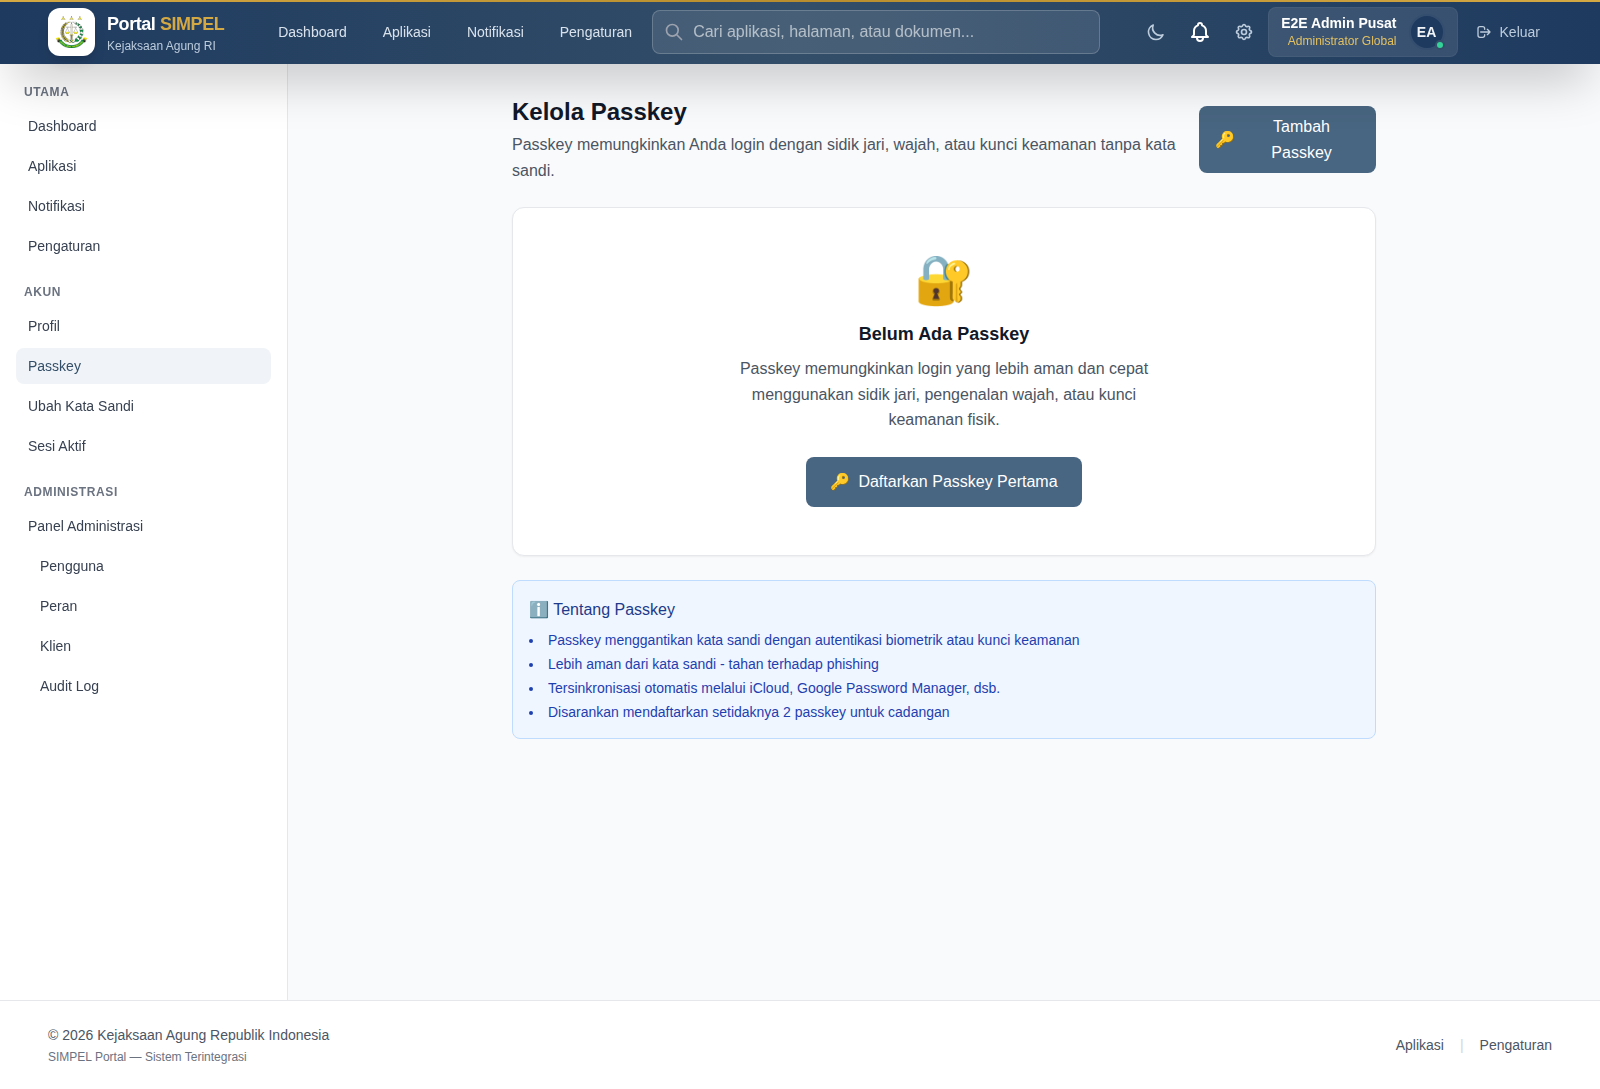 Portal SIMPEL
Kejaksaan Agung RI
Dashboard
Aplikasi
Notifikasi
Pengaturan
Cari aplikasi, halaman, atau dokumen...
E2E Admin Pusat
Administrator Global
EA
Keluar
UTAMA
Dashboard
Aplikasi
Notifikasi
Pengaturan
AKUN
Profil
Passkey
Ubah Kata Sandi
Sesi Aktif
ADMINISTRASI
Panel Administrasi
Pengguna
Peran
Klien
Audit Log
Kelola Passkey
Passkey memungkinkan Anda login dengan sidik jari, wajah, atau kunci keamanan tanpa kata
sandi.
🔑 Tambah
Passkey
Belum Ada Passkey
Passkey memungkinkan login yang lebih aman dan cepat
menggunakan sidik jari, pengenalan wajah, atau kunci
keamanan fisik.
🔑 Daftarkan Passkey Pertama
ℹ️ Tentang Passkey
• Passkey menggantikan kata sandi dengan autentikasi biometrik atau kunci keamanan
• Lebih aman dari kata sandi - tahan terhadap phishing
• Tersinkronisasi otomatis melalui iCloud, Google Password Manager, dsb.
• Disarankan mendaftarkan setidaknya 2 passkey untuk cadangan
© 2026 Kejaksaan Agung Republik Indonesia
SIMPEL Portal — Sistem Terintegrasi
Aplikasi | Pengaturan